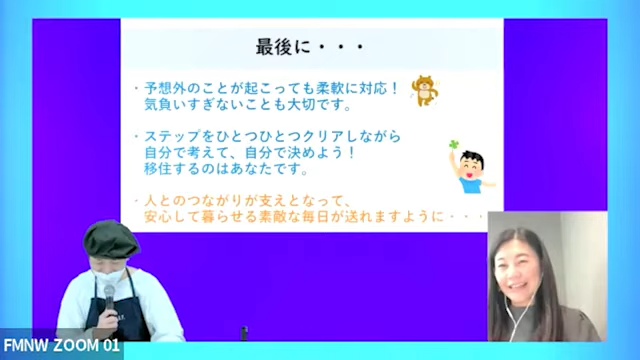 最後に・・・
・予想外のことが起こっても柔軟に対応!
気負いすぎないことも大切です。
・ステップをひとつひとつクリアしながら
自分で考えて、自分で決めよう!
移住するのはあなたです。
・人とのつながりが支えとなって、
安心して暮らせる素敵な毎日が送れますように・・・
FMNW ZOOM 01